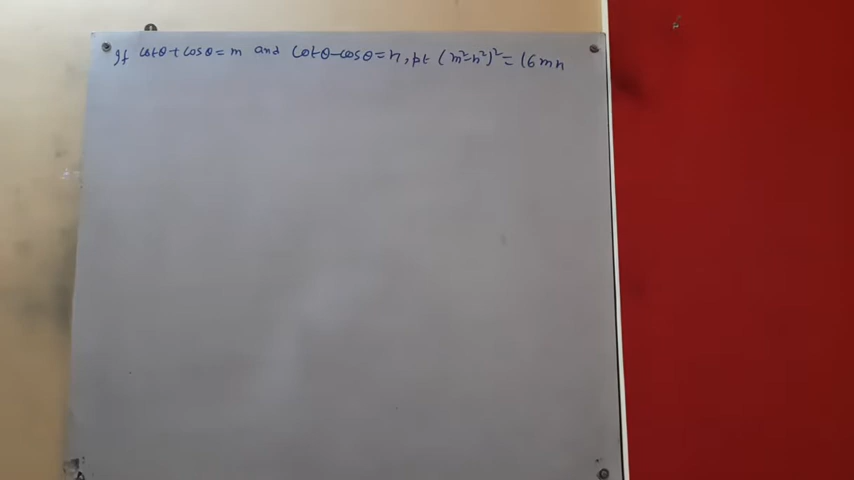 If cotθ+cosθ=m and cotθ-cosθ=n, pt (m²-n²)²=16mn